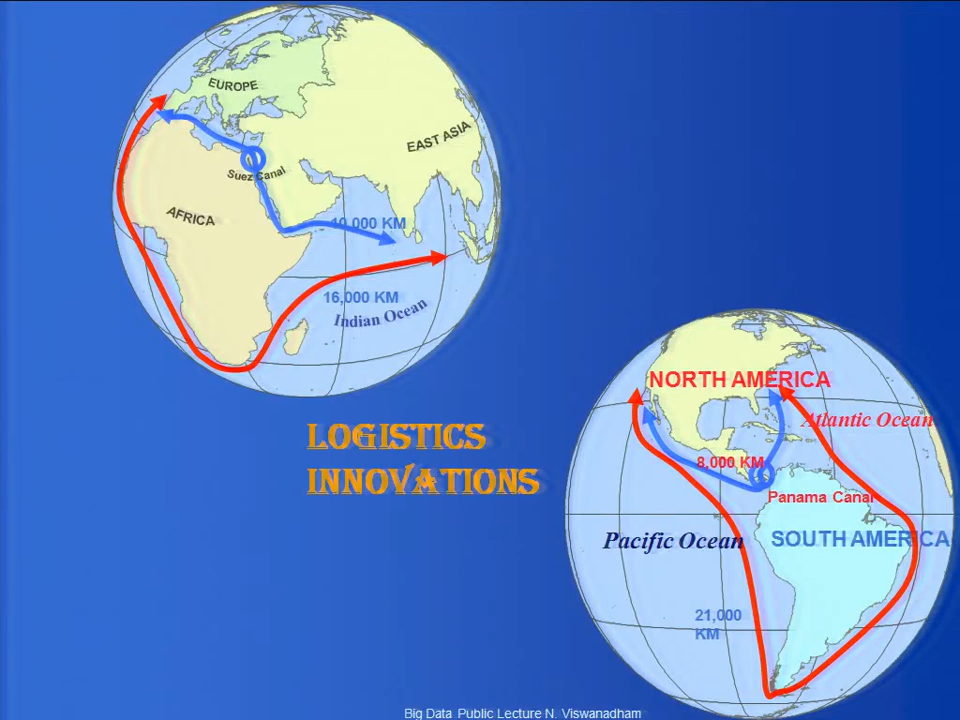 EUROPE
EAST ASIA
Suez Canal
AFRICA
10,000 KM
16,000 KM
Indian Ocean
NORTH AMERICA
Atlantic Ocean
LOGISTICS
INNOVATIONS
8,000 KM
Panama Canal
Pacific Ocean
SOUTH AMERICA
21,000
KM
Big Data Public Lecture N. Viswanadham